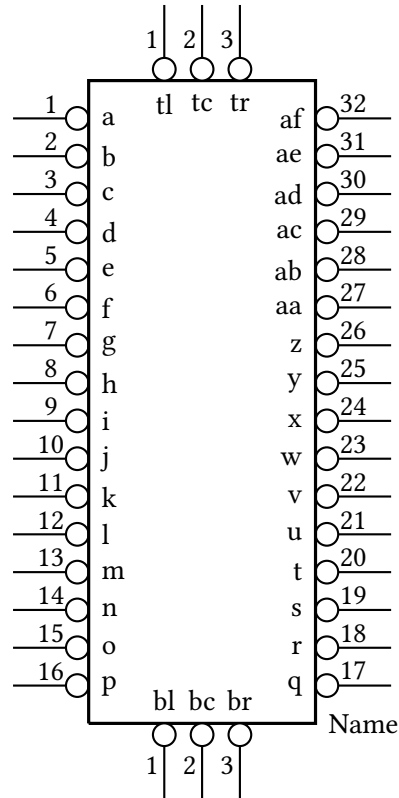 1 2 3
tl tc tr
1 a af 32
2 b ae 31
3 c ad 30
4 d ac 29
5 e ab 28
6 f aa 27
7 g z 26
8 h y 25
9 i x 24
10 j w 23
11 k v 22
12 l u 21
13 m t 20
14 n s 19
15 o r 18
16 p q 17
bl bc br
Name
1 2 3